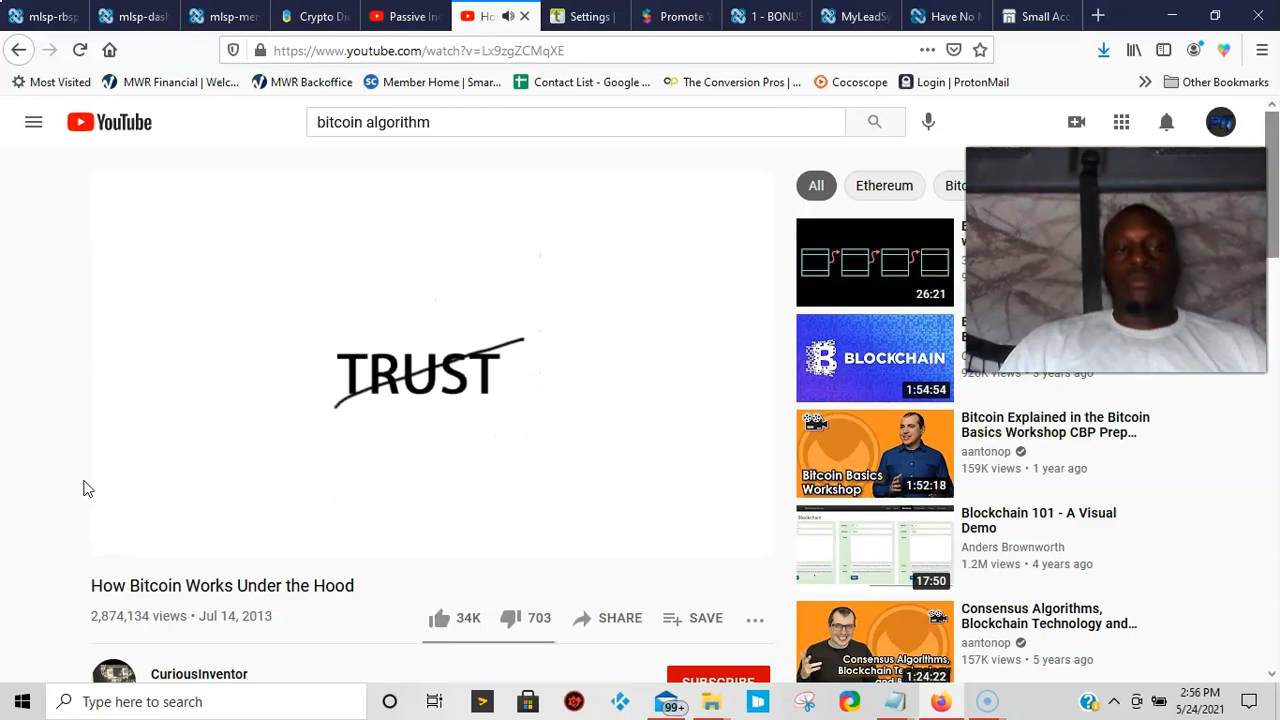 mlsp-rbsp
mlsp-dash
mlsp-mer
Crypto Di
Passive In
Ho
Settings |
Promote Y
1 - BONU
MyLeadSy
Have No M
Small Acc
https://www.youtube.com/watch?v=Lx9zgZCMqXE
Most Visited
MWR Financial | Welc...
MWR Backoffice
Member Home | Smar...
Contact List - Google ...
The Conversion Pros | ...
Cocoscope
Login | ProtonMail
Other Bookmarks
YouTube
bitcoin algorithm
All
Ethereum
TRUST
26:21
BLOCKCHAIN
1:54:54
Bitcoin Basics
Workshop
1:52:18
Bitcoin Explained in the Bitcoin
Basics Workshop CBP Prep...
aantonop
159K views • 1 year ago
17:50
Blockchain 101 - A Visual
Demo
Anders Brownworth
1.2M views • 4 years ago
Consensus Algorithms,
1:24:22
Consensus Algorithms,
Blockchain Technology and...
aantonop
157K views • 5 years ago
How Bitcoin Works Under the Hood
2,874,134 views • Jul 14, 2013
34K
703
SHARE
SAVE
CuriousInventor
SUBSCRIBE
Type here to search
99+
2:56 PM
5/24/2021